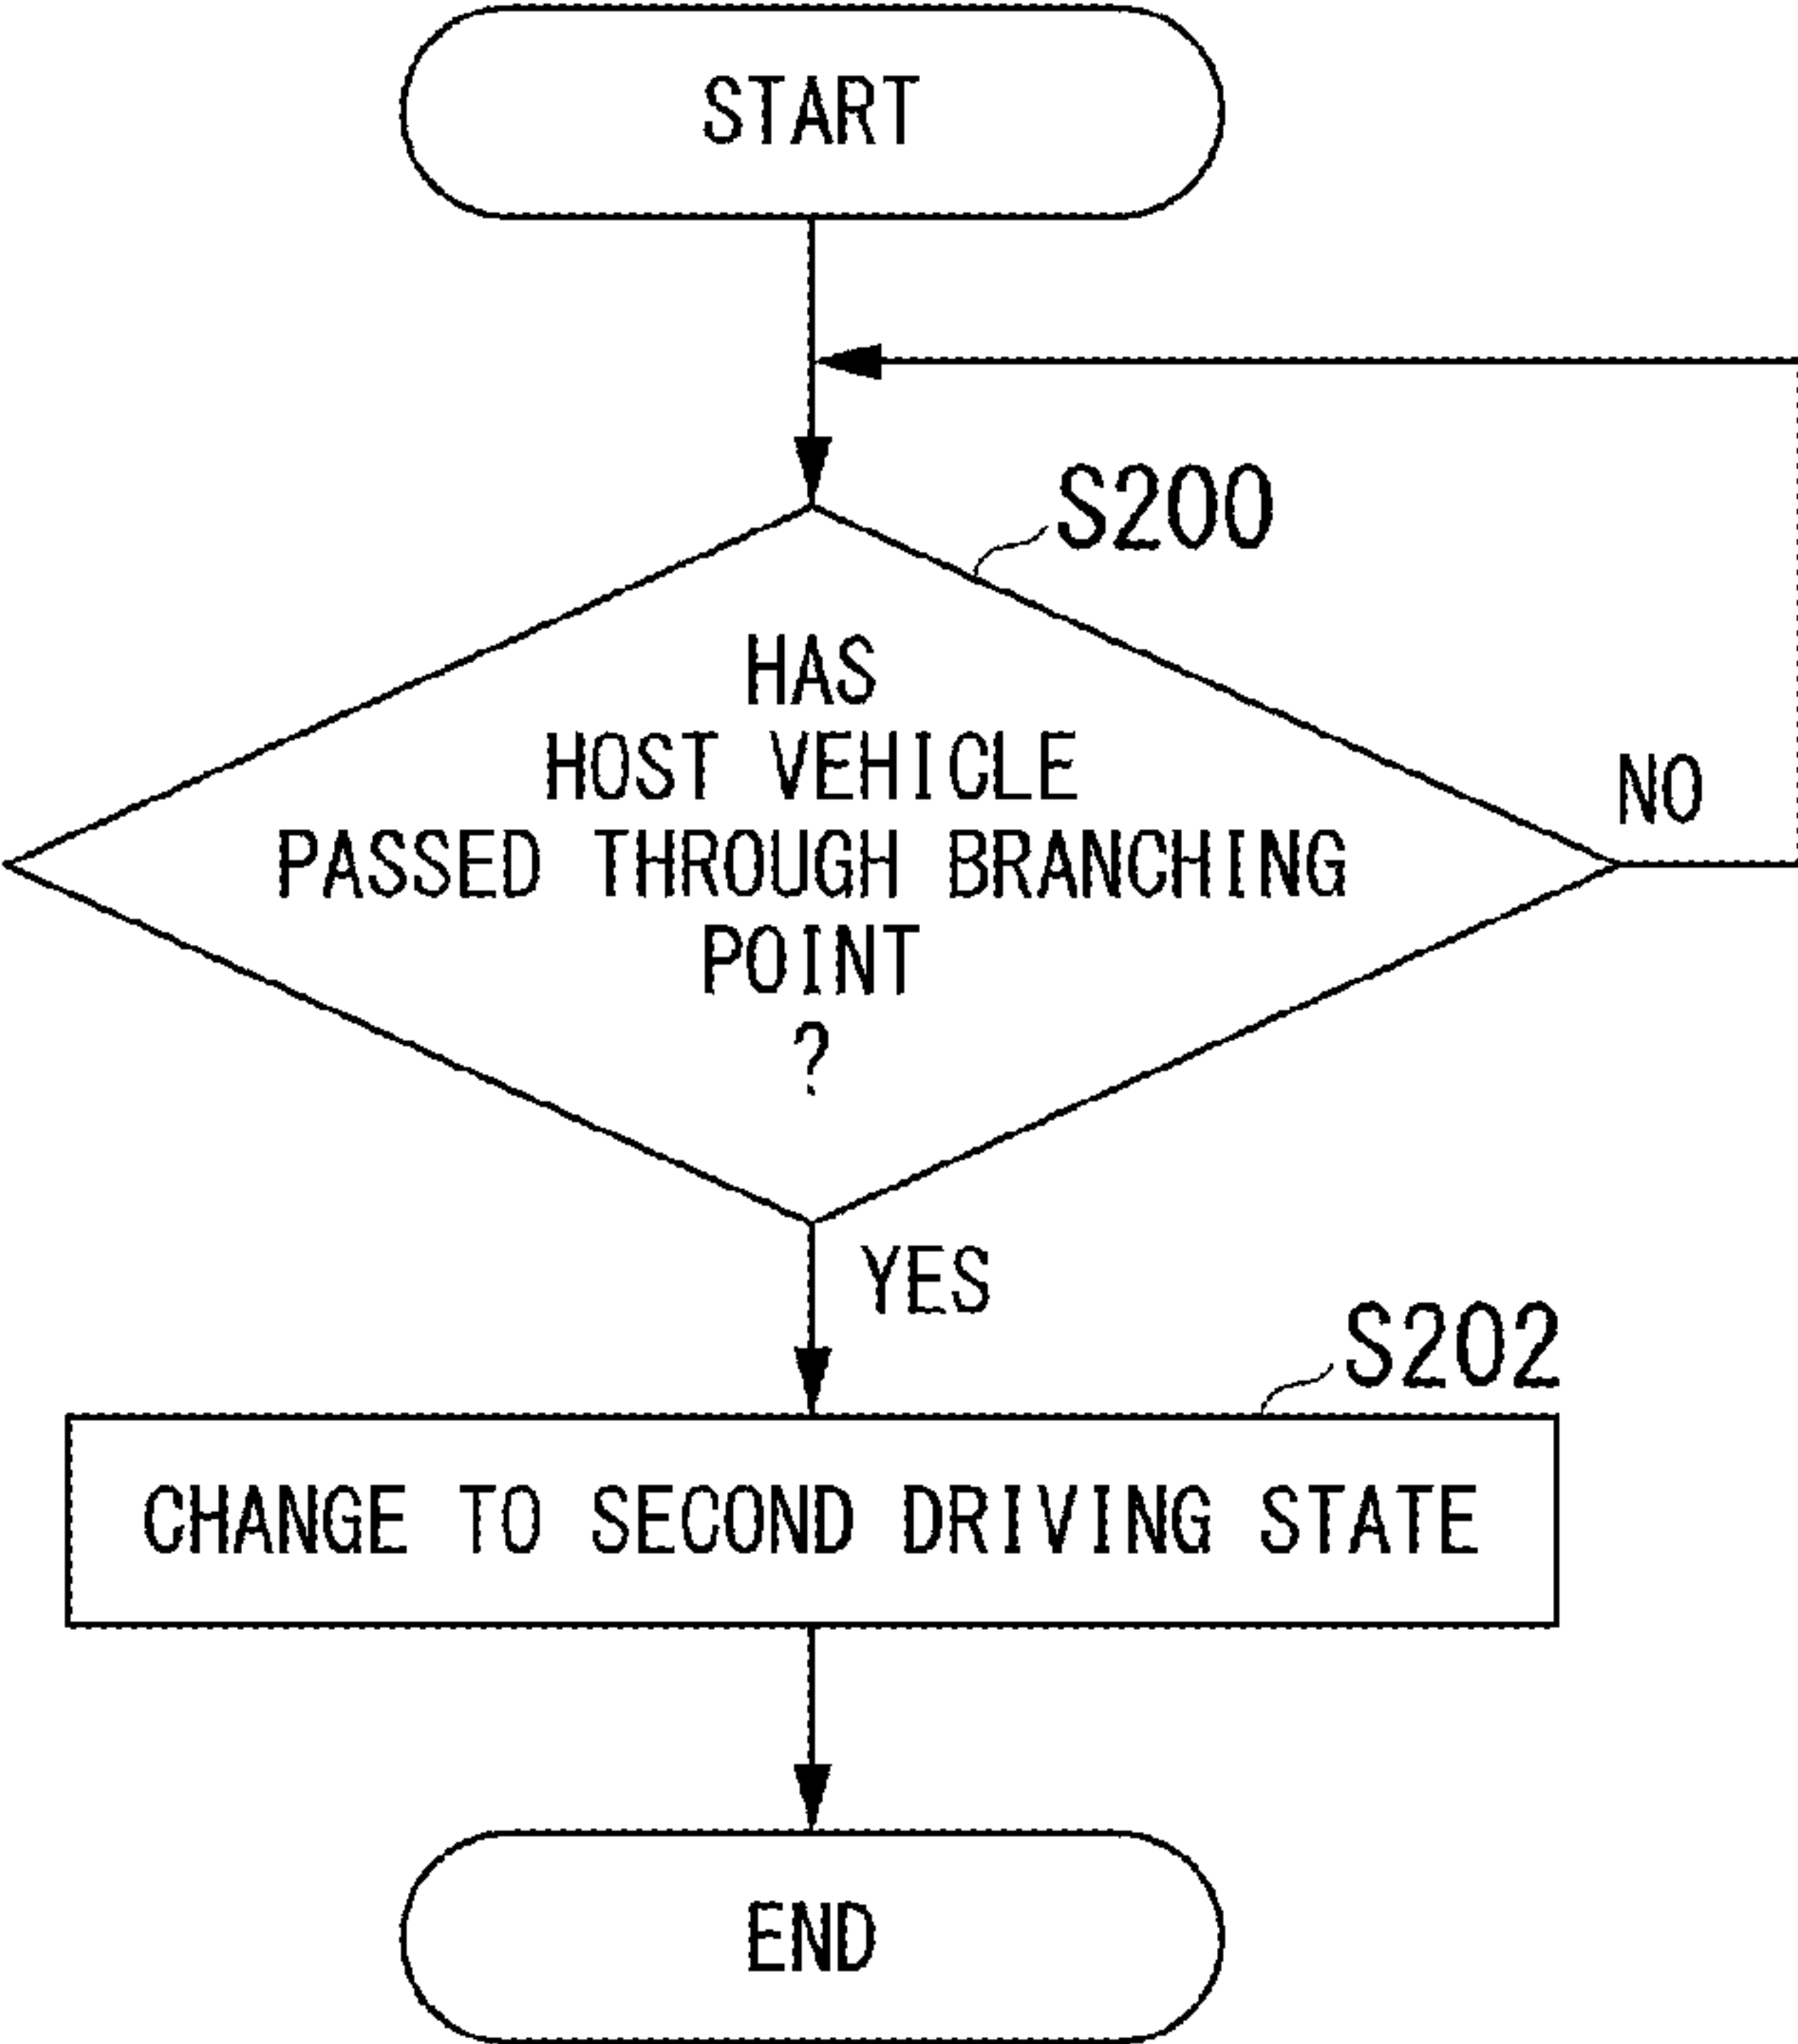 START
S200
HAS
HOST VEHICLE
PASSED THROUGH BRANCHING
POINT
?
NO
YES
S202
CHANGE TO SECOND DRIVING STATE
END